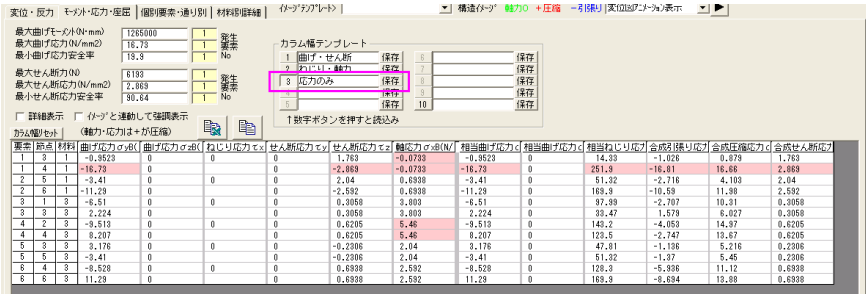 変位・反力 モーメント・応力・座屈 個別要素・通り別 材料別詳細 イメージテンプレート> 構造イメージ 軸力0 +圧縮 -引張り 変位図アニメーション表示
最大曲げモーメント(N・mm) 1265000 1
最大曲げ応力(N/mm2) 16.73 1
最小曲げ応力安全率 19.9 1
発生
要素
No
最大せん断力(N) 6193 1
最大せん断応力(N/mm2) 2.869 1
最小せん断応力安全率 90.64 1
発生
要素
No
カラム幅テンプレート
1 曲げ・せん断 保存 6 保存
2 ねじり・軸力 保存 7 保存
3 応力のみ 保存 8 保存
4 保存 9 保存
5 保存 10 保存
↑数字ボタンを押すと読込み
詳細表示 イメージと連動して強調表示
カラム幅リセット (軸力・応力は+が圧縮)
要素 節点 材料 曲げ応力σyB( 曲げ応力σzB( ねじり応力τx せん断応力τy せん断応力τz 軸応力σxB(N/ 相当曲げ応力σ 相当曲げ応力σ 相当ねじり応力 合成引張り応力 合成圧縮応力σ 合成せん断応力
1 3 1 -0.9523 0 0 0 1.763 -0.0733 -0.9523 0 14.33 -1.026 0.879 1.763
1 4 1 -16.73 0 0 -2.869 -0.0733 -16.73 0 251.9 -16.81 16.66 2.869
2 5 1 -3.41 0 0 0 2.04 0.6938 -3.41 0 51.32 -2.716 4.103 2.04
2 6 1 -11.29 0 0 -2.592 0.6938 -11.29 0 169.9 -10.59 11.98 2.592
3 1 3 -6.51 0 0 0 0.3058 3.803 -6.51 0 97.99 -2.707 10.31 0.3058
3 3 3 2.224 0 0 0.3058 3.803 2.224 0 33.47 1.579 6.027 0.3058
4 2 3 -9.513 0 0 0 0.6205 5.46 -9.513 0 143.2 -4.053 14.97 0.6205
4 4 3 8.207 0 0 0.6205 5.46 8.207 0 123.5 -2.747 13.67 0.6205
5 3 3 3.176 0 0 0 -0.2306 2.04 3.176 0 47.81 -1.136 5.216 0.2306
5 5 3 -3.41 0 0 -0.2306 2.04 -3.41 0 51.32 -1.37 5.45 0.2306
6 4 3 -8.528 0 0 0 0.6938 2.592 -8.528 0 128.3 -5.936 11.12 0.6938
6 6 3 11.29 0 0 0.6938 2.592 11.29 0 169.9 -8.694 13.88 0.6938